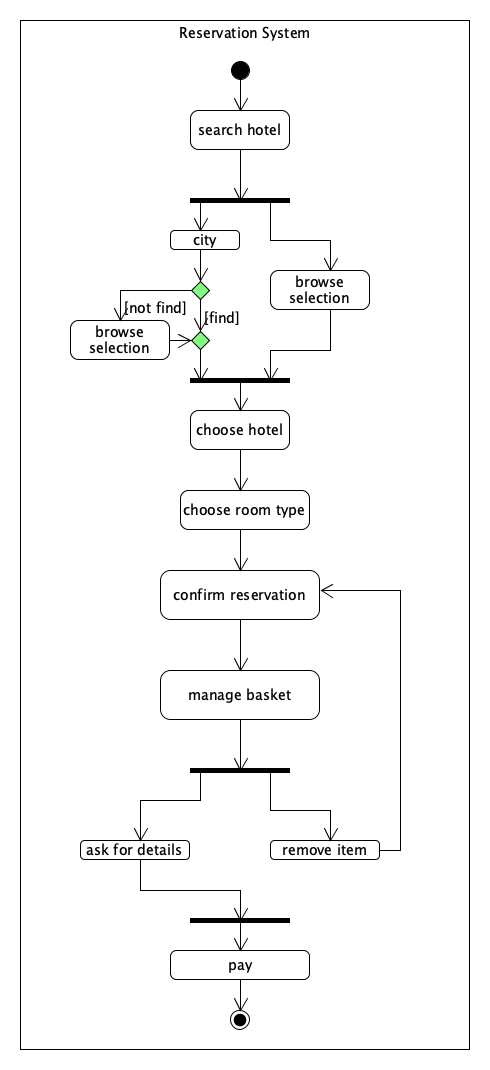 Reservation System
search hotel
city
browse
selection
[not find]
[find]
browse
selection
choose hotel
choose room type
confirm reservation
manage basket
ask for details
remove item
pay